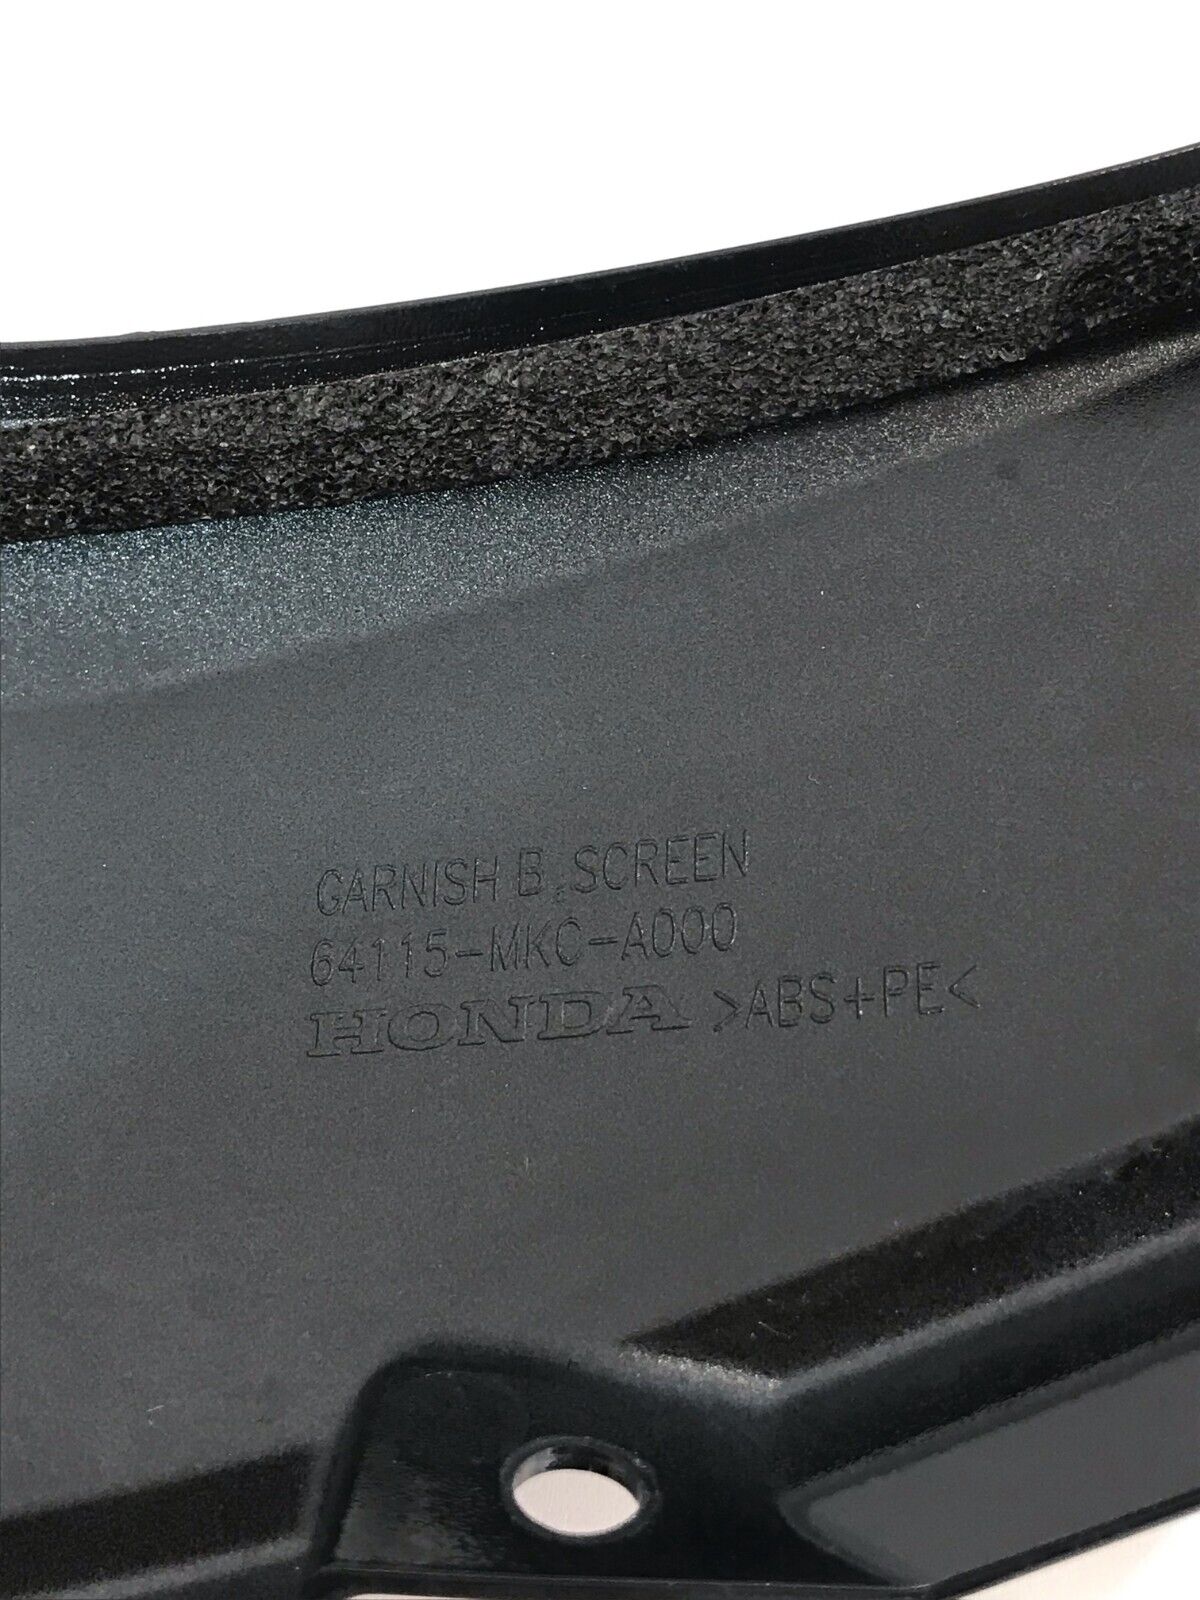 GARNISH B, SCREEN
64115-MKC-A000
HONDA >ABS+PE<